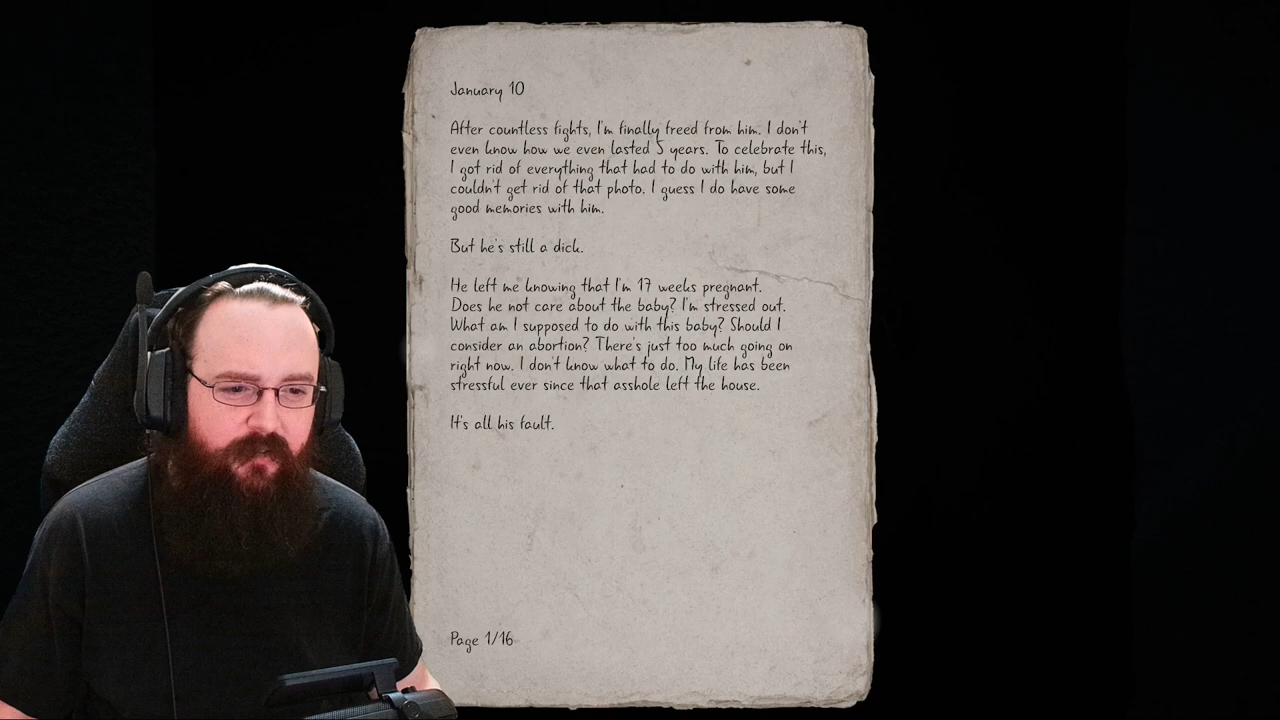 January 10
After countless fights, I'm finally freed from him. I don't
even know how we even lasted 5 years. To celebrate this,
I got rid of everything that had to do with him, but I
couldn't get rid of that photo. I guess I do have some
good memories with him.
But he's still a dick.
He left me knowing that I'm 17 weeks pregnant.
Does he not care about the baby? I'm stressed out.
What am I supposed to do with this baby? Should I
consider an abortion? There's just too much going on
right now. I don't know what to do. My life has been
stressful ever since that asshole left the house.
It's all his fault.
Page 1/16